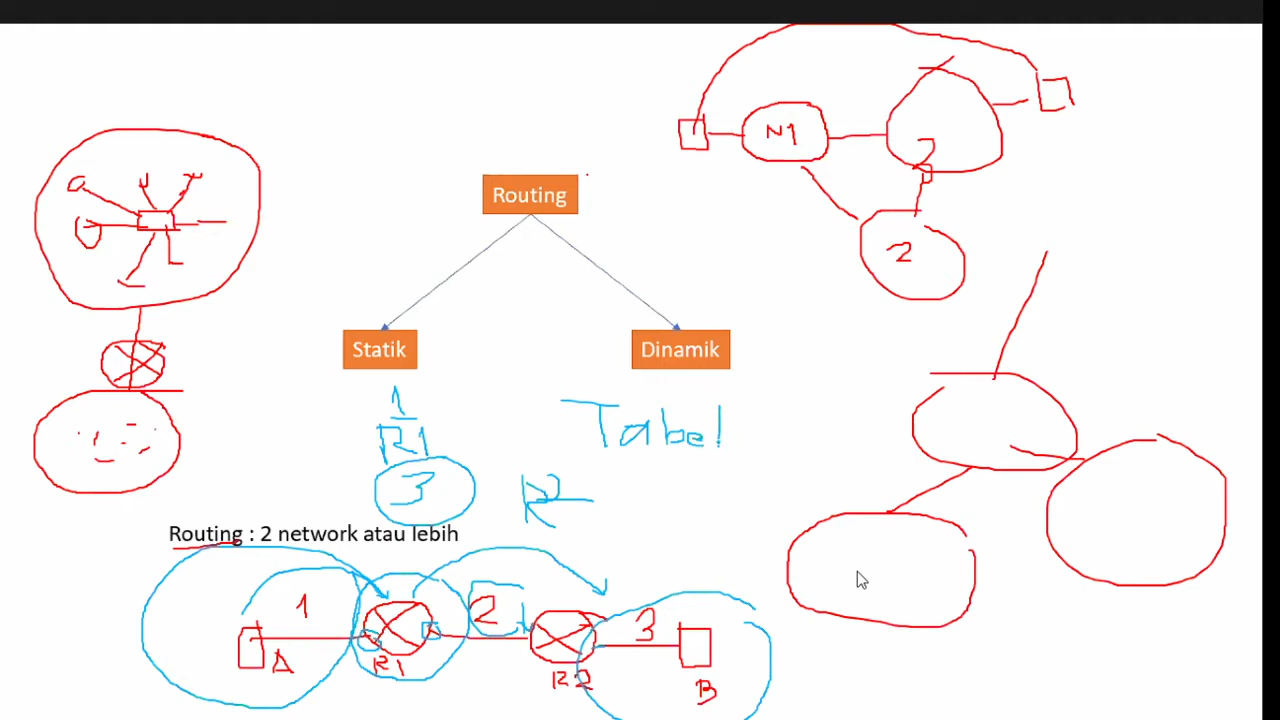 N1
2
Routing
2
Statik
Dinamik
1
R1
Tabel
3
R2
Routing : 2 network atau lebih
1
2
3
A
R1
R2
B